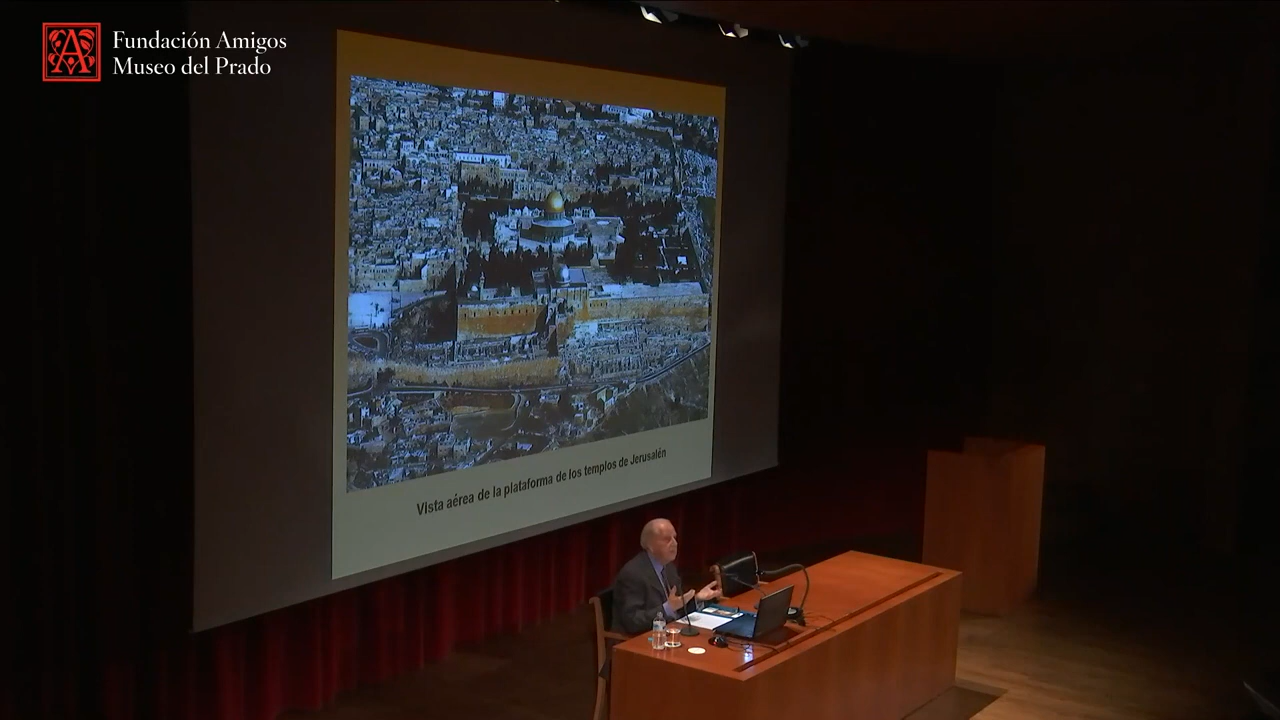 Fundación Amigos
Museo del Prado
Vista aérea de la plataforma de los templos de Jerusalén